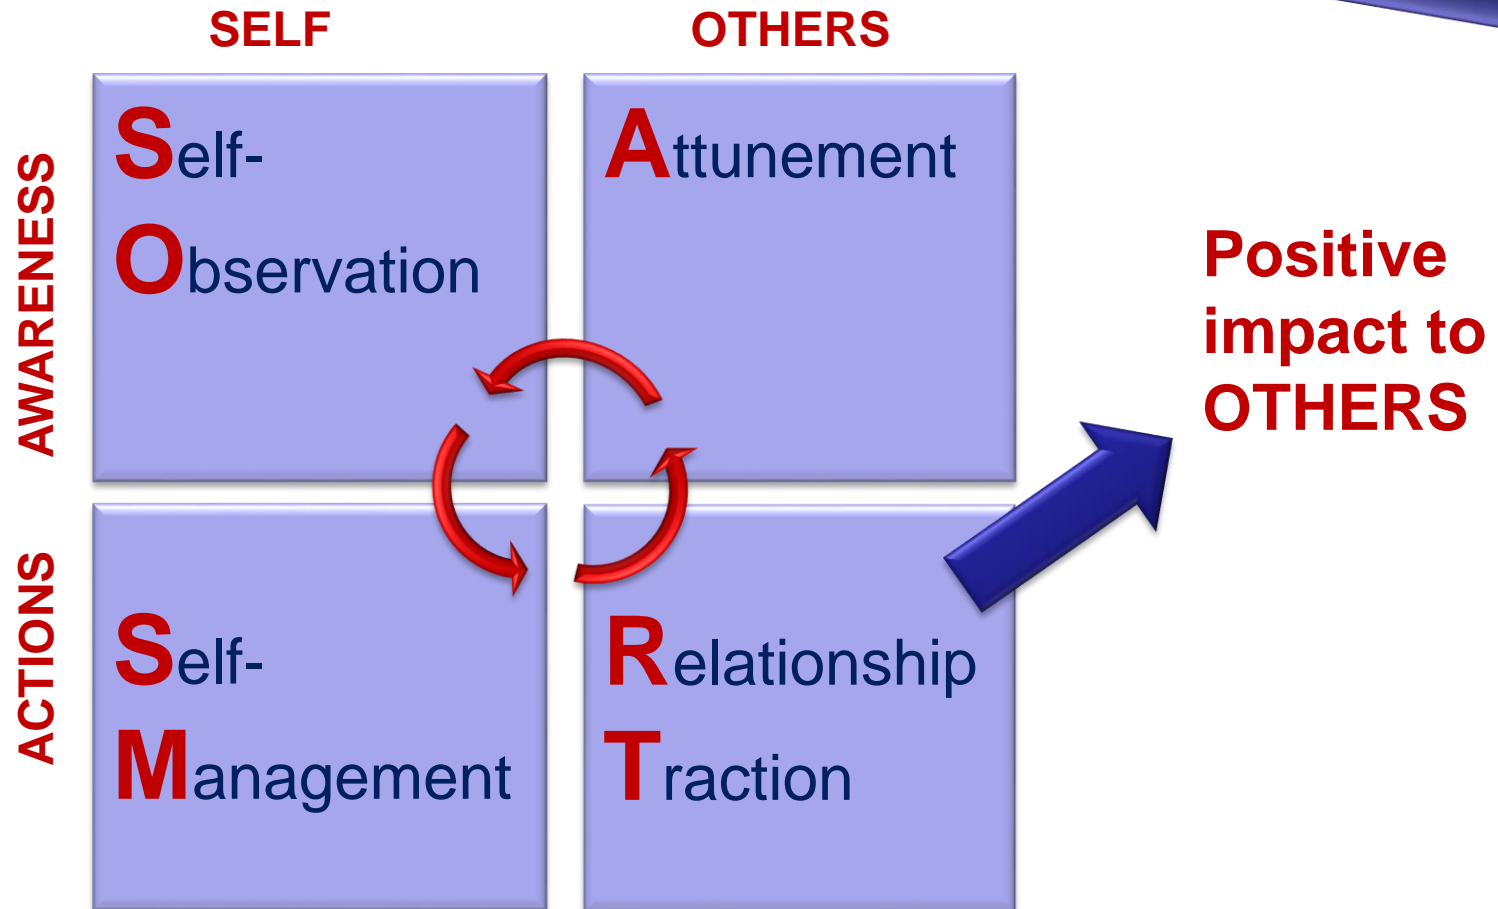 SELF
OTHERS
AWARENESS
Self-
Observation
Attunement
Positive
impact to
OTHERS
ACTIONS
Self-
Management
Relationship
Traction